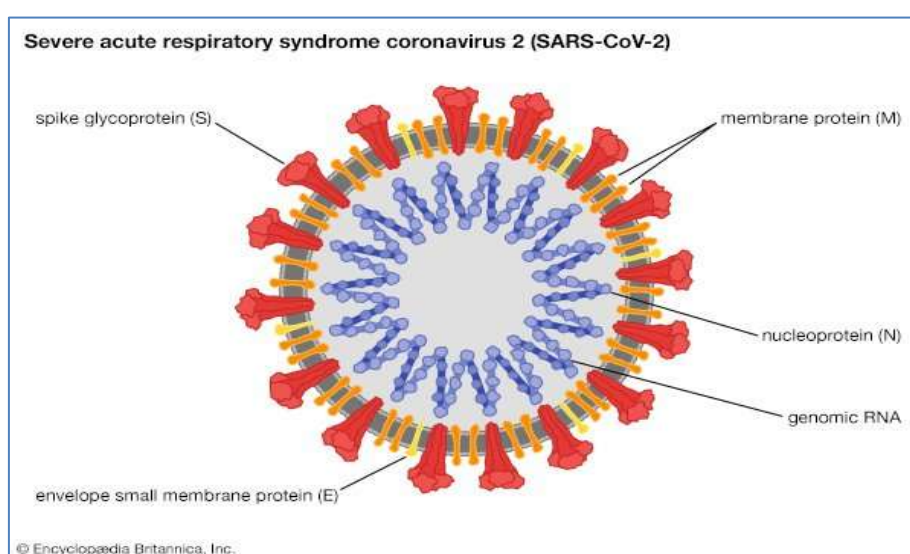 Severe acute respiratory syndrome coronavirus 2 (SARS-CoV-2)
spike glycoprotein (S)
membrane protein (M)
nucleoprotein (N)
genomic RNA
envelope small membrane protein (E)
© Encyclopædia Britannica, Inc.